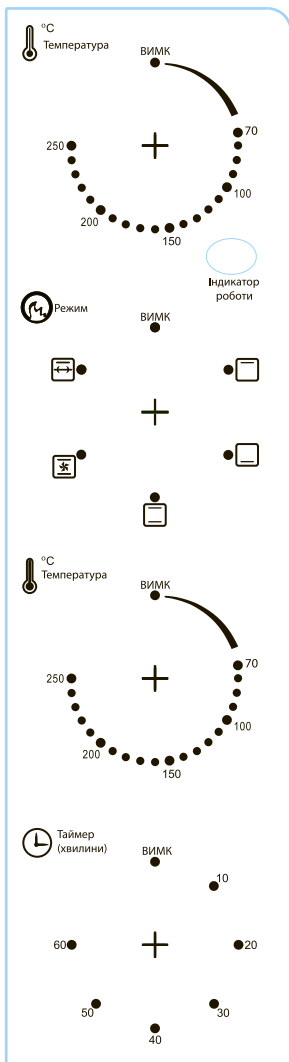 °C
Температура
ВИМК
70
100
150
200
250
Індикатор
роботи
Режим
ВИМК
°C
Температура
ВИМК
70
100
150
200
250
Таймер
(хвилини)
ВИМК
10
20
30
40
50
60